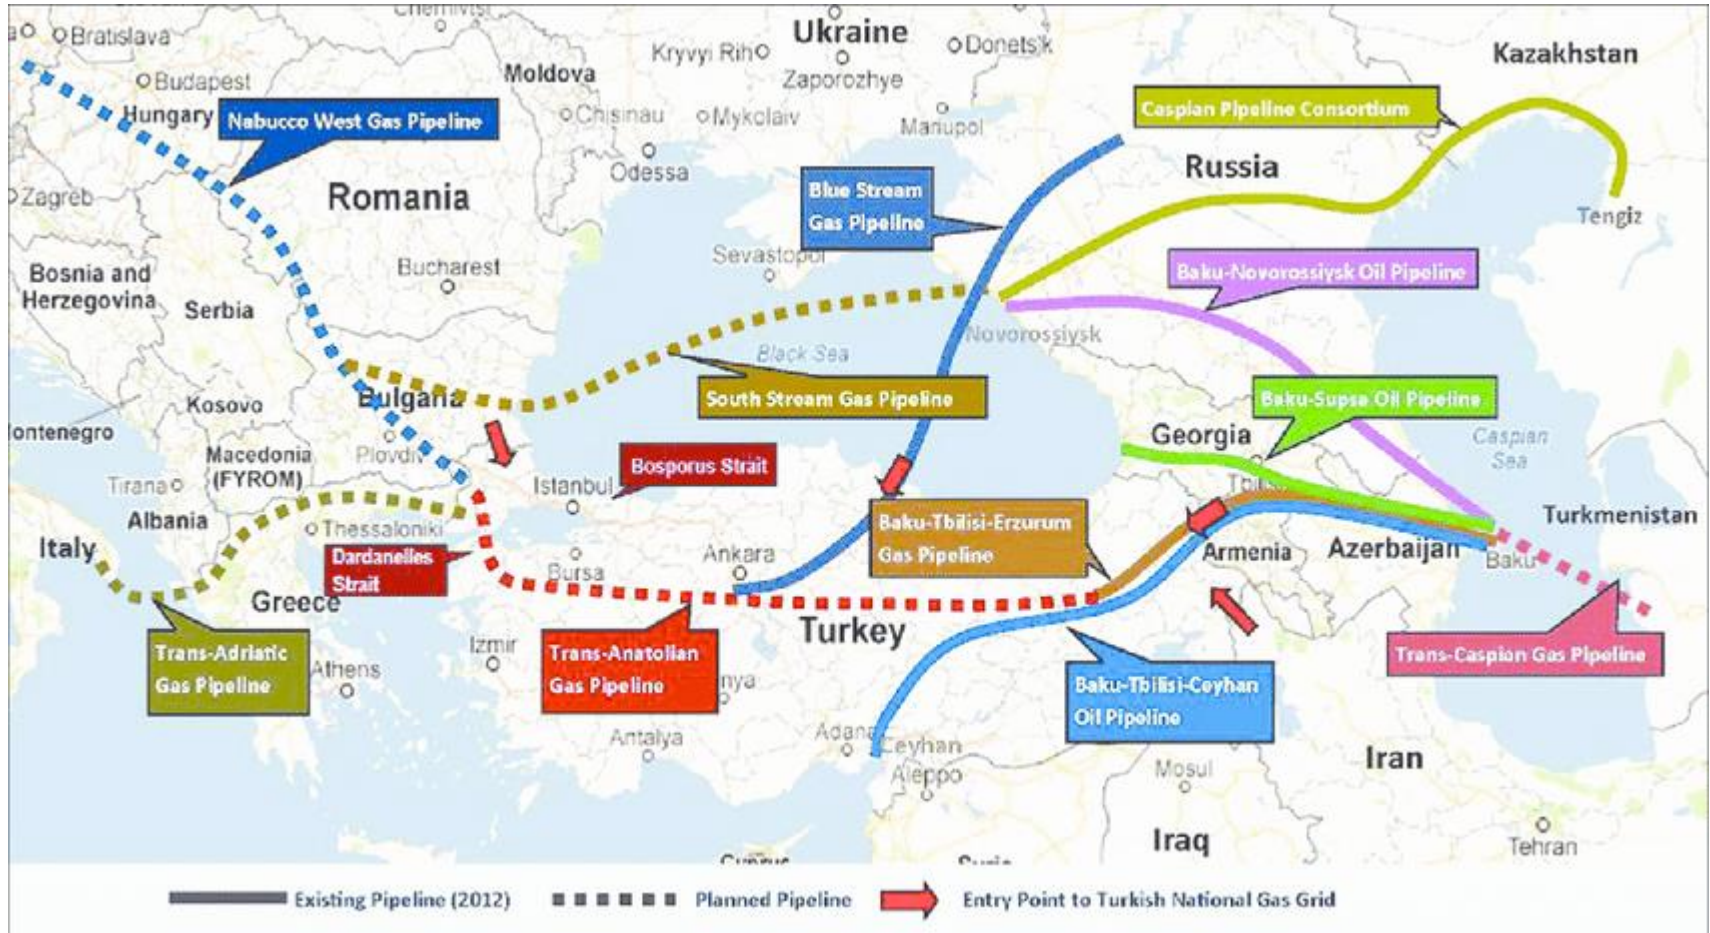 Bratislava
Ukraine
Kryvyi Rih
Donets'k
Kazakhstan
Zaporozhye
Moldova
Budapest
Hungary
Nabucco West Gas Pipeline
Chisinau
Mykolaiv
Mariupol
Caspian Pipeline Consortium
Odessa
Russia
Zagreb
Romania
Blue Stream
Gas Pipeline
Tengiz
Sevastopol
Bucharest
Bosnia and
Herzegovina
Serbia
Baku-Novorossiysk Oil Pipeline
Novorossiysk
Black Sea
South Stream Gas Pipeline
Baku-Supsa Oil Pipeline
Kosovo
Bulgaria
ontenegro
Georgia
Caspian
Sea
Macedonia
(FYROM)
Plovdiv
Bosporus Strait
Tirana
Istanbul
Tbilisi
Albania
Thessaloniki
Italy
Dardanelles
Strait
Bursa
Ankara
Baku-Tbilisi-Erzurum
Gas Pipeline
Armenia
Azerbaijan
Baku
Turkmenistan
Greece
Turkey
Izmir
Trans-Adriatic
Gas Pipeline
Athens
Trans-Anatolian
Gas Pipeline
nya
Baku-Tbilisi-Ceyhan
Oil Pipeline
Trans-Caspian Gas Pipeline
Antalya
Adana
Ceyhan
Aleppo
Mosul
Iran
Iraq
Tehran
Cyprus
Syria
Existing Pipeline (2012)
Planned Pipeline
Entry Point to Turkish National Gas Grid